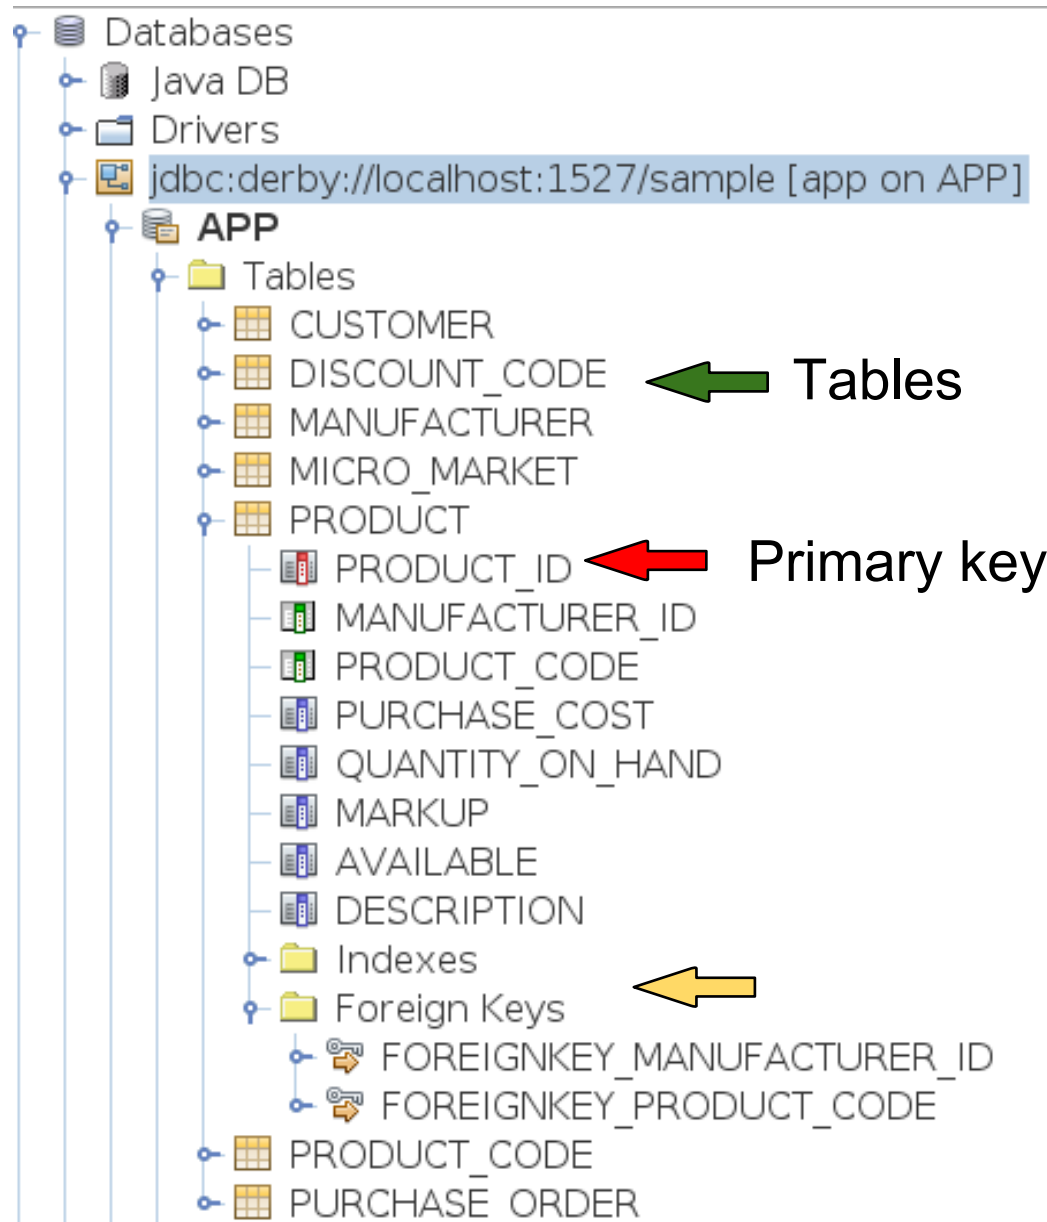 Databases
Java DB
Drivers
jdbc:derby://localhost:1527/sample [app on APP]
APP
Tables
CUSTOMER
DISCOUNT_CODE
Tables
MANUFACTURER
MICRO_MARKET
PRODUCT
PRODUCT_ID
Primary key
MANUFACTURER_ID
PRODUCT_CODE
PURCHASE_COST
QUANTITY_ON_HAND
MARKUP
AVAILABLE
DESCRIPTION
Indexes
Foreign Keys
FOREIGNKEY_MANUFACTURER_ID
FOREIGNKEY_PRODUCT_CODE
PRODUCT_CODE
PURCHASE_ORDER